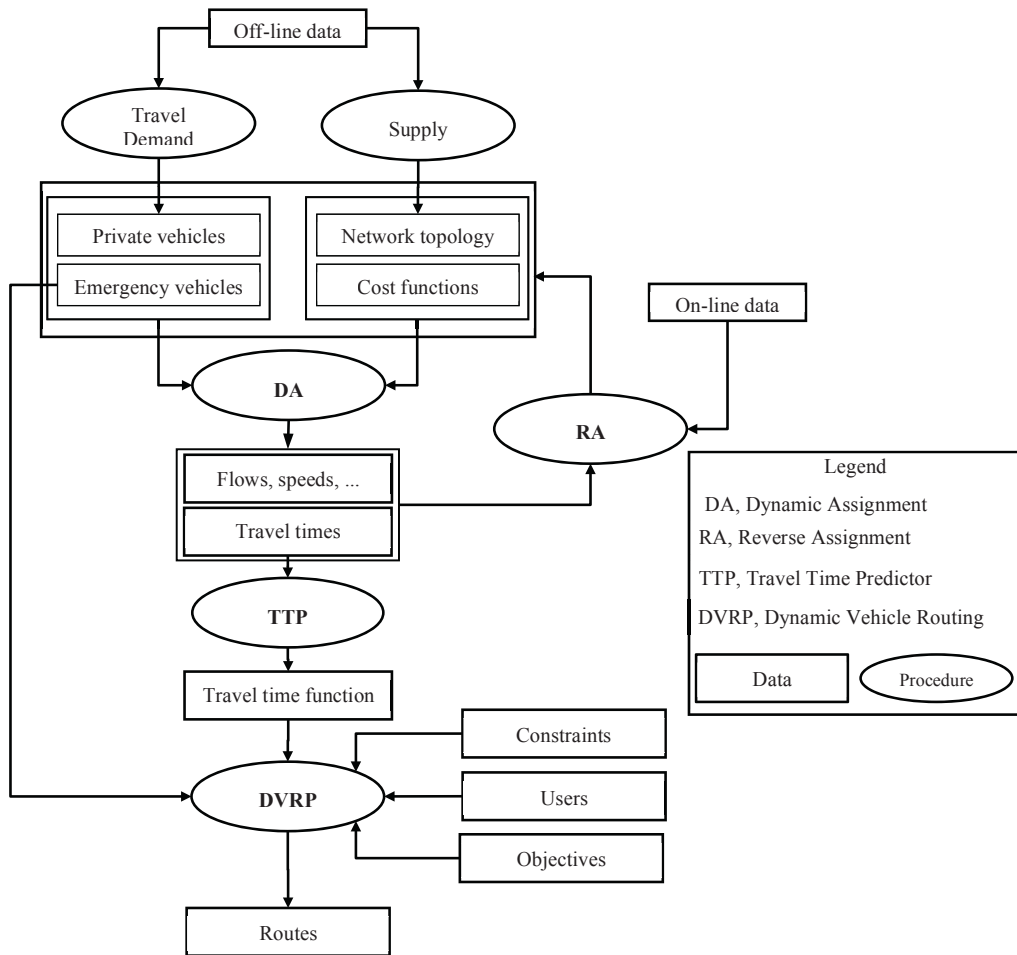 Off-line data
Travel
Demand
Supply
Private vehicles
Network topology
Emergency vehicles
Cost functions
On-line data
DA
RA
Flows, speeds, ...
Travel times
Legend
DA, Dynamic Assignment
RA, Reverse Assignment
TTP, Travel Time Predictor
DVRP, Dynamic Vehicle Routing
Data
Procedure
TTP
Travel time function
Constraints
DVRP
Users
Objectives
Routes